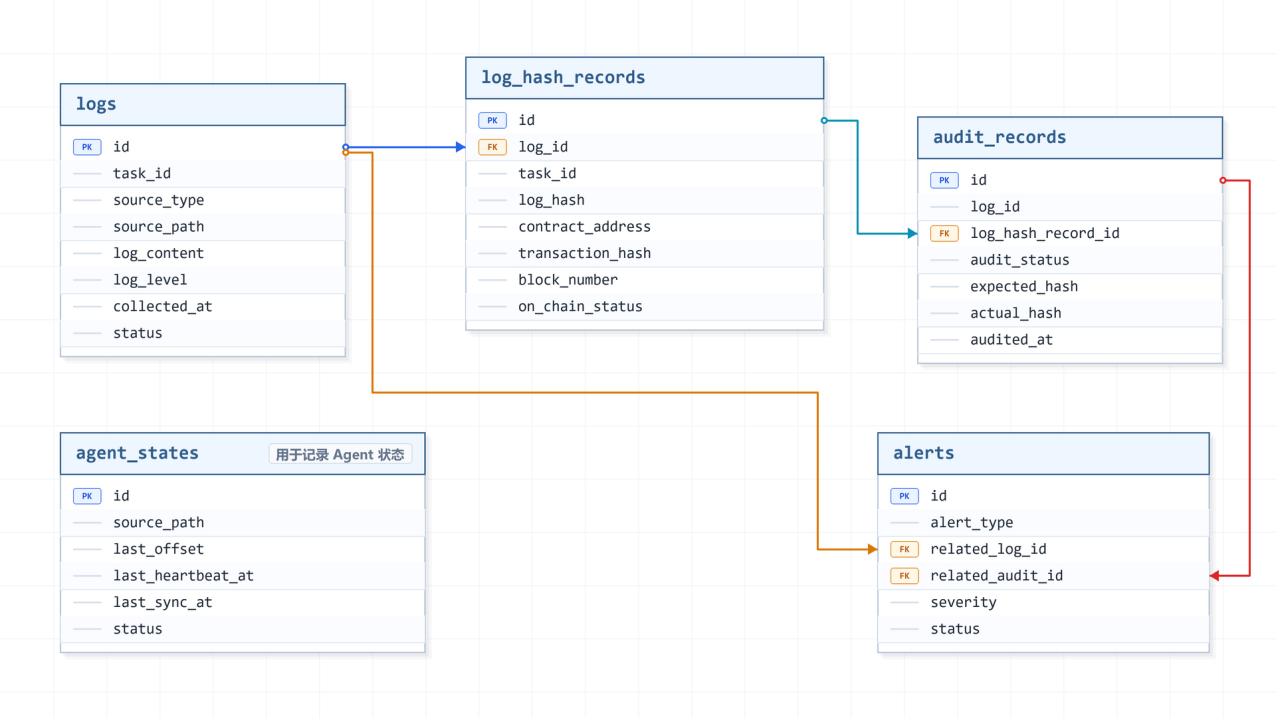 logs
PK id
task_id
source_type
source_path
log_content
log_level
collected_at
status
log_hash_records
PK id
FK log_id
task_id
log_hash
contract_address
transaction_hash
block_number
on_chain_status
audit_records
PK id
log_id
FK log_hash_record_id
audit_status
expected_hash
actual_hash
audited_at
agent_states 用于记录 Agent 状态
PK id
source_path
last_offset
last_heartbeat_at
last_sync_at
status
alerts
PK id
alert_type
FK related_log_id
FK related_audit_id
severity
status